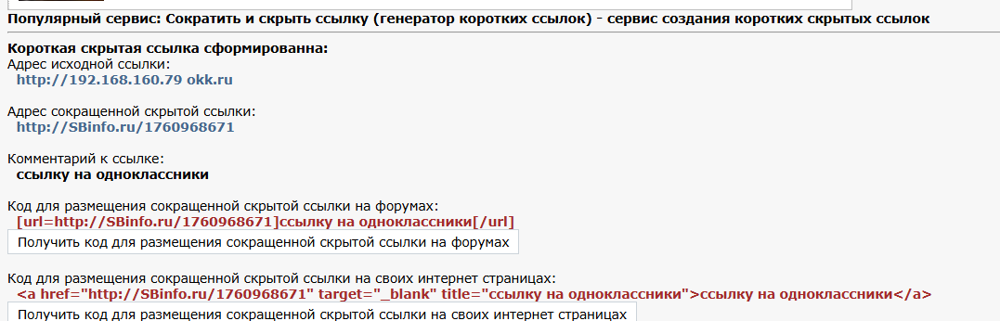 Популярный сервис: Сократить и скрыть ссылку (генератор коротких ссылок) - сервис создания коротких скрытых ссылок
Короткая скрытая ссылка сформированна:
Адрес исходной ссылки:
http://192.168.160.79 okk.ru
Адрес сокращенной скрытой ссылки:
http://SBinfo.ru/1760968671
Комментарий к ссылке:
ссылку на одноклассники
Код для размещения сокращенной скрытой ссылки на форумах:
[url=http://SBinfo.ru/1760968671]ссылку на одноклассники[/url]
Получить код для размещения сокращенной скрытой ссылки на форумах
Код для размещения сокращенной скрытой ссылки на своих интернет страницах:
<a href="http://SBinfo.ru/1760968671" target="_blank" title="ссылку на одноклассники">ссылку на одноклассники</a>
Получить код для размещения сокращенной скрытой ссылки на своих интернет страницах